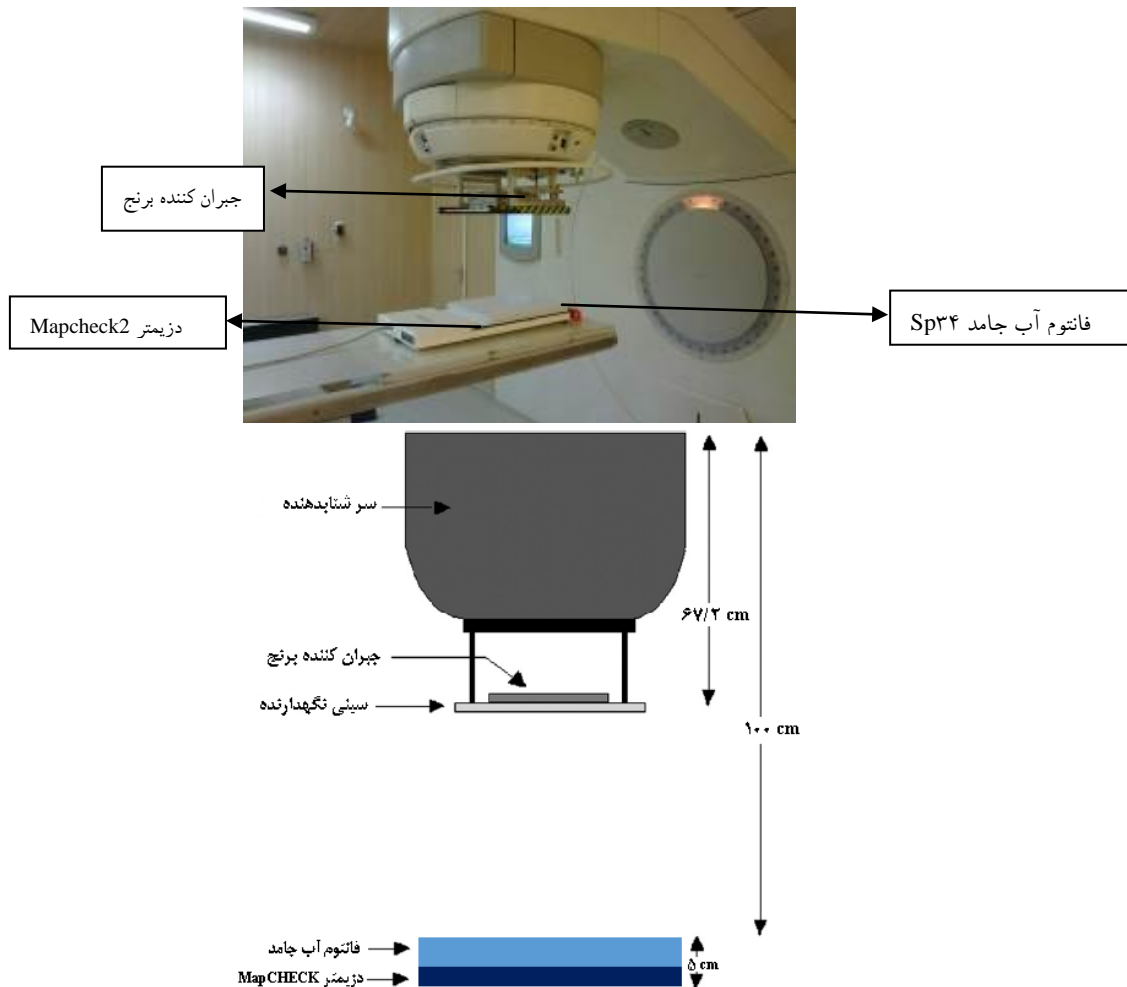 جبران کننده برنج
دزیمتر Mapcheck2
فانتوم آب جامد Sp۳۴
سر شتابدهنده
۶۷/۲ cm
جبران کننده برنج
سینی نگهدارنده
۱۰۰ cm
فانتوم آب جامد
۵ cm
دزیمتر MapCHECK